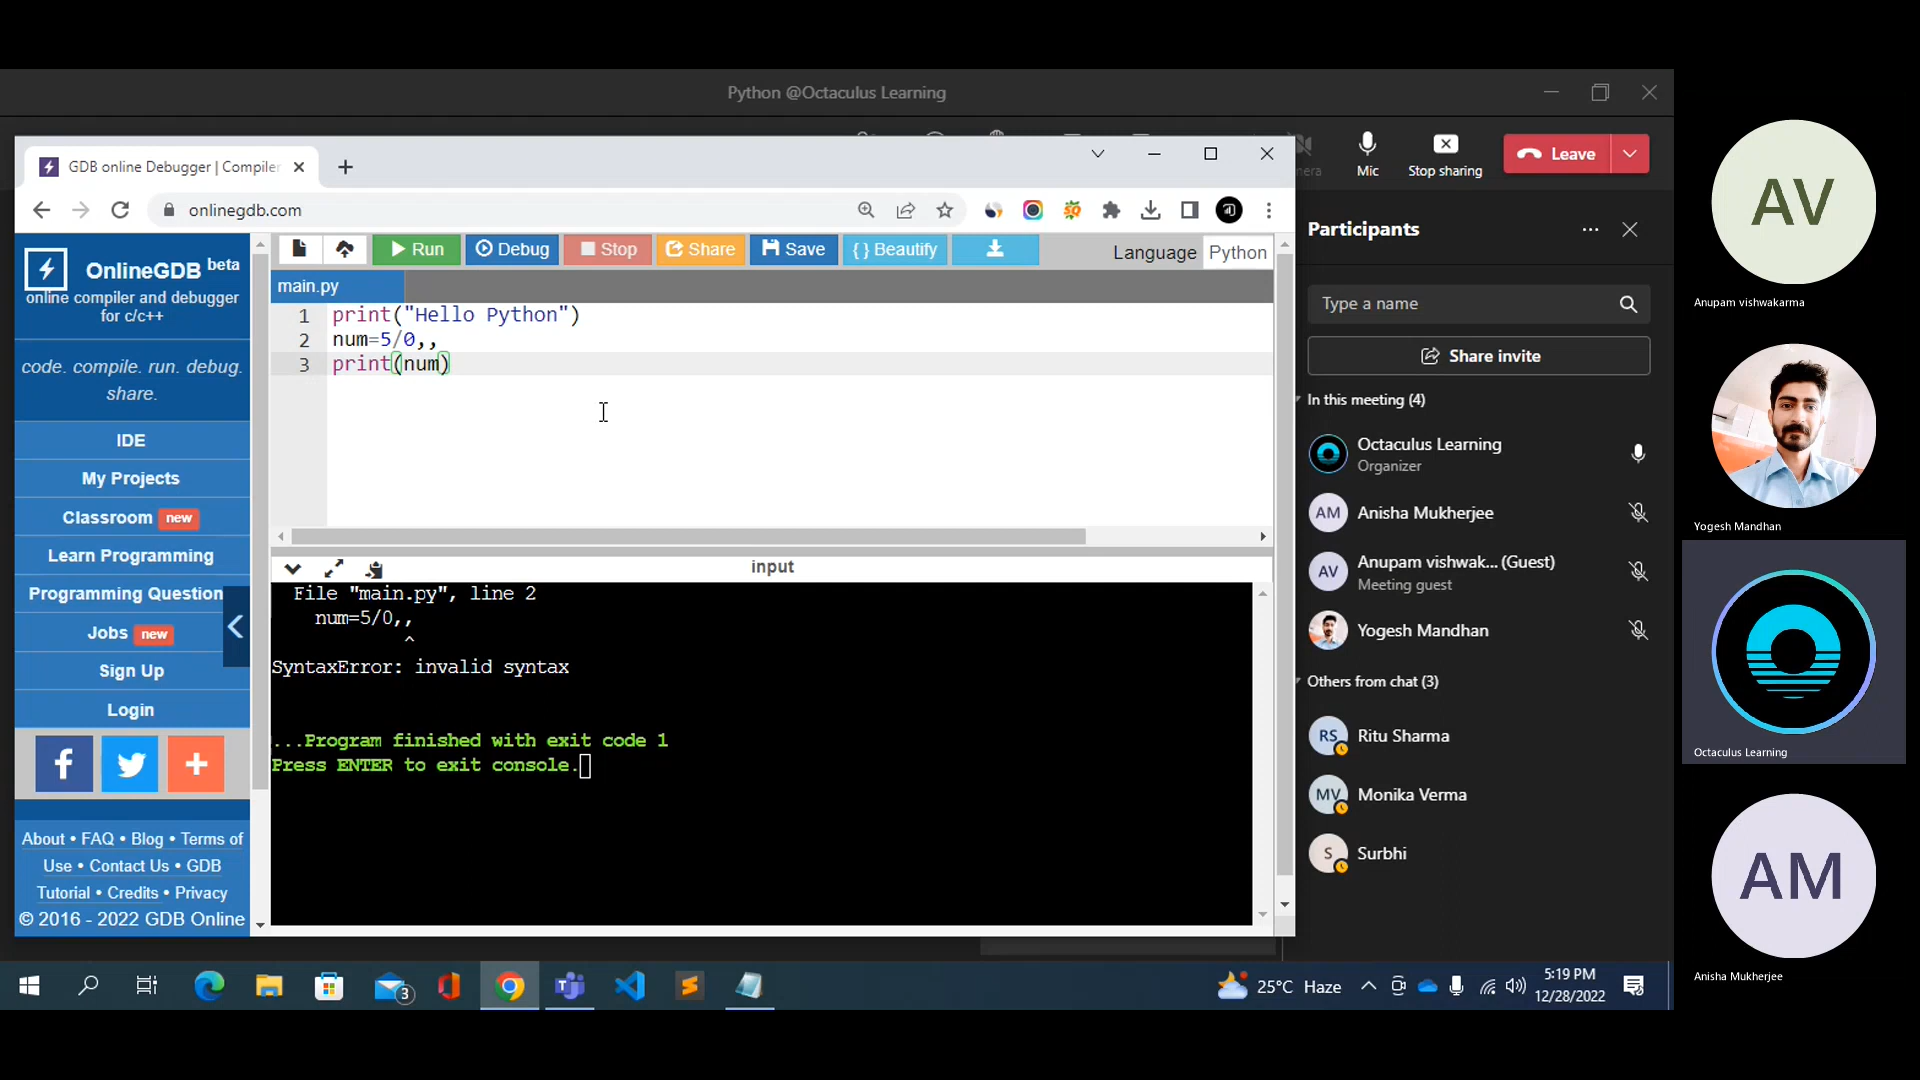 Python @Octaculus Learning
GDB online Debugger | Compiler
Mic
Stop sharing
Leave
onlinegdb.com
OnlineGDB beta
online compiler and debugger
for c/c++
code. compile. run. debug.
share.
IDE
My Projects
Classroom new
Learn Programming
Programming Question
Jobs new
Sign Up
Login
About • FAQ • Blog • Terms of
Use • Contact Us • GDB
Tutorial • Credits • Privacy
© 2016 - 2022 GDB Online
Run
Debug
Stop
Share
Save
{ } Beautify
Language
Python
main.py
1 print("Hello Python")
2 num=5/0,,
3 print(num)
input
File "main.py", line 2
num=5/0,,
^
SyntaxError: invalid syntax
...Program finished with exit code 1
Press ENTER to exit console.
Participants
Type a name
Share invite
In this meeting (4)
Octaculus Learning
Organizer
AM Anisha Mukherjee
AV Anupam vishwak... (Guest)
Meeting guest
Yogesh Mandhan
Others from chat (3)
RS Ritu Sharma
MV Monika Verma
S Surbhi
AV
Anupam vishwakarma
Yogesh Mandhan
Octaculus Learning
AM
Anisha Mukherjee
3
25°C Haze
5:19 PM
12/28/2022